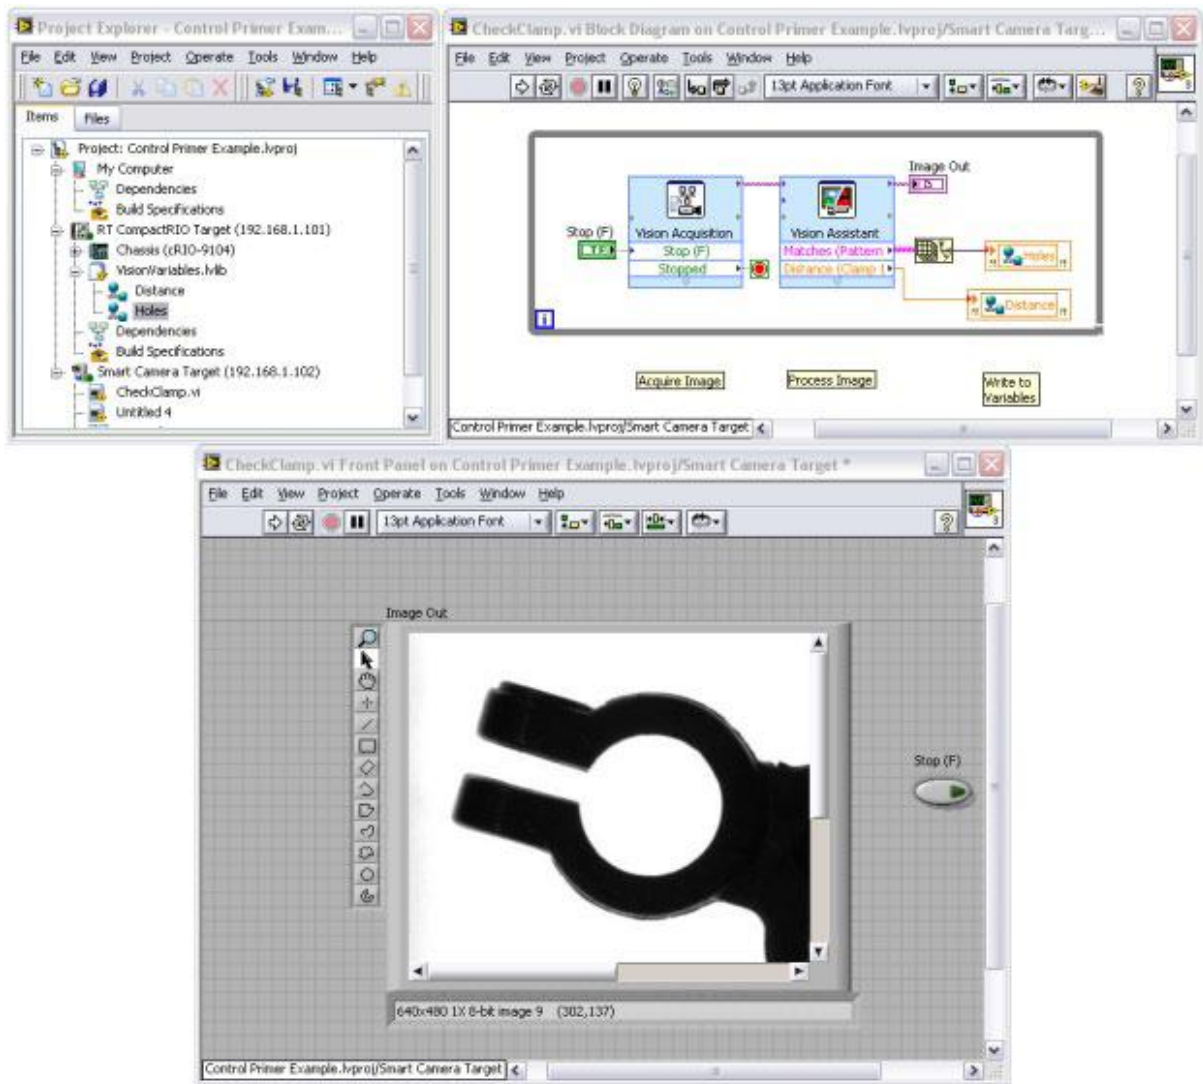 Project Explorer - Control Primer Exam...
File Edit View Project Operate Tools Window Help
Items Files
Project: Control Primer Example.lvproj
My Computer
Dependencies
Build Specifications
RT CompactRIO Target (192.168.1.101)
Chassis (cRIO-9104)
VisionVariables.lvlib
Distance
Holes
Dependencies
Build Specifications
Smart Camera Target (192.168.1.102)
CheckClamp.vi
Untitled 4
CheckClamp.vi Block Diagram on Control Primer Example.lvproj/Smart Camera Targ...
File Edit View Project Operate Tools Window Help
13pt Application Font
Image Out
Stop (F)
TF
Vision Acquisition
Stop (F)
Stopped
Vision Assistant
Matches (Pattern
Distance (Clamp 1
Holes
Distance
i
Acquire Image
Process Image
Write to
Variables
Control Primer Example.lvproj/Smart Camera Target
CheckClamp.vi Front Panel on Control Primer Example.lvproj/Smart Camera Target *
File Edit View Project Operate Tools Window Help
13pt Application Font
Image Out
Stop (F)
640x480 1X 8-bit image 9 (302,137)
Control Primer Example.lvproj/Smart Camera Target